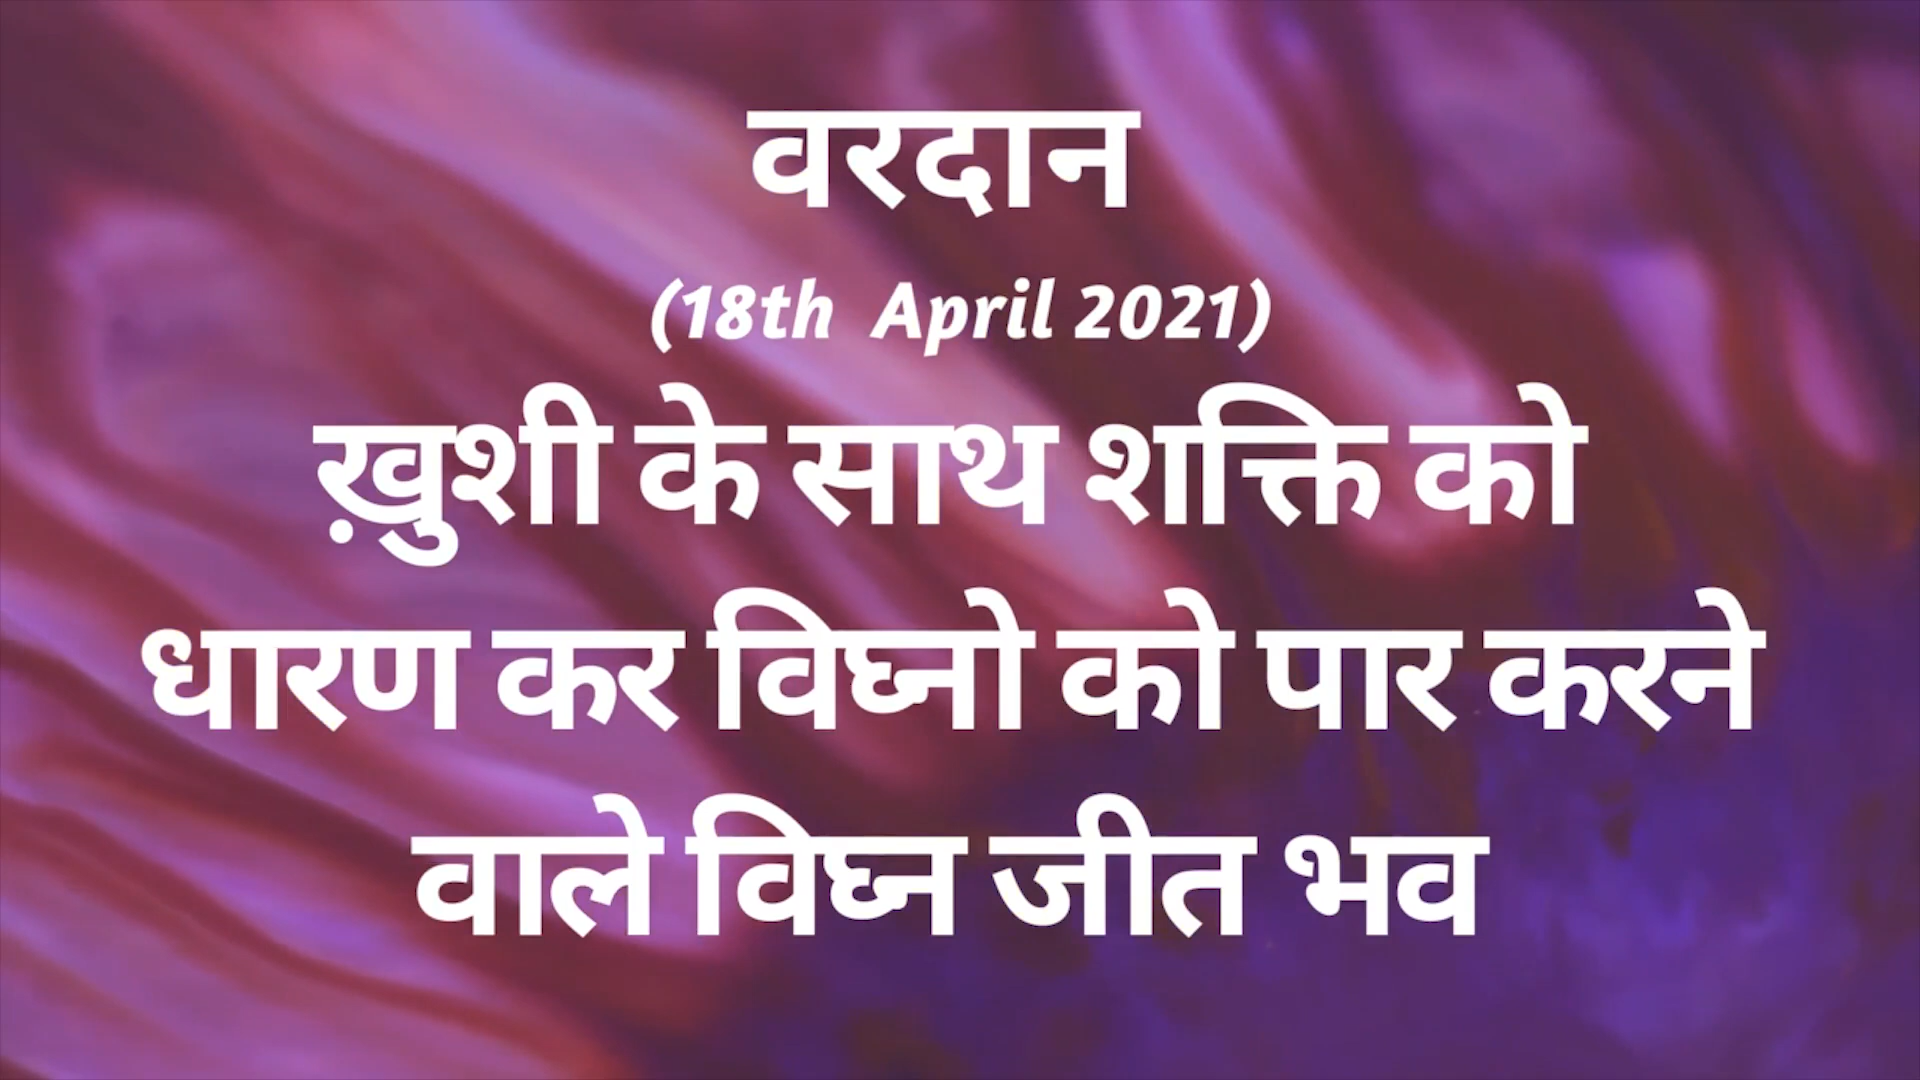 वरदान
(18th April 2021)
ख़ुशी के साथ शक्ति को
धारण कर विघ्नो को पार करने
वाले विघ्न जीत भव